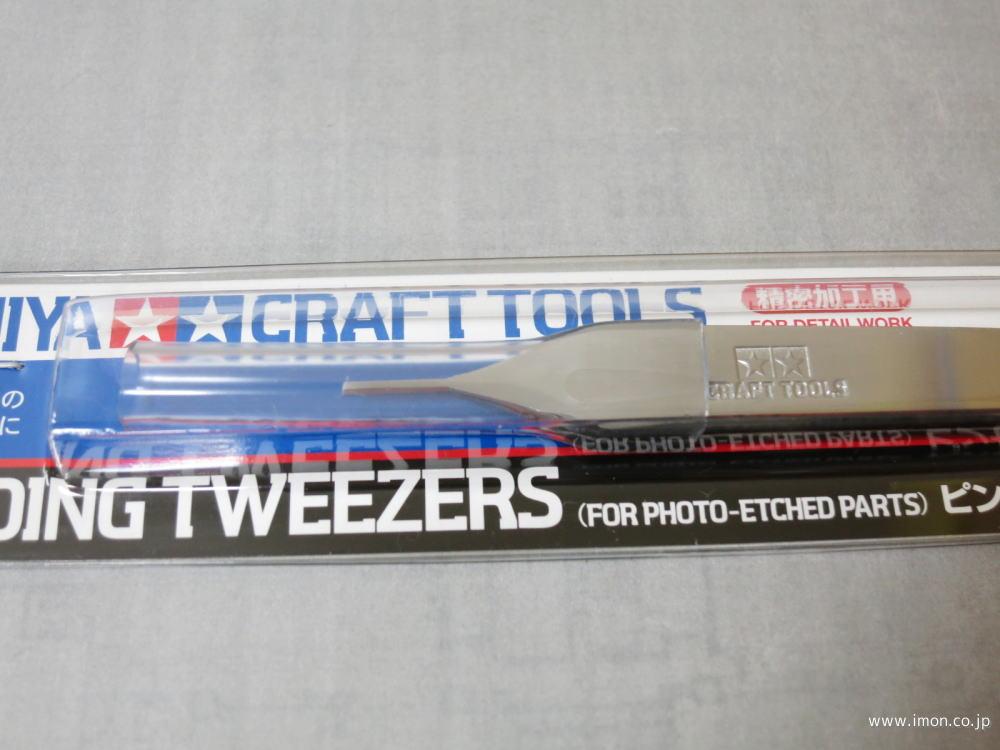 MIYA CRAFT TOOLS
精密加工用
FOR DETAIL WORK
の
に
CRAFT TOOLS
DING TWEEZERS (FOR PHOTO-ETCHED PARTS) ピン
www.imon.co.jp